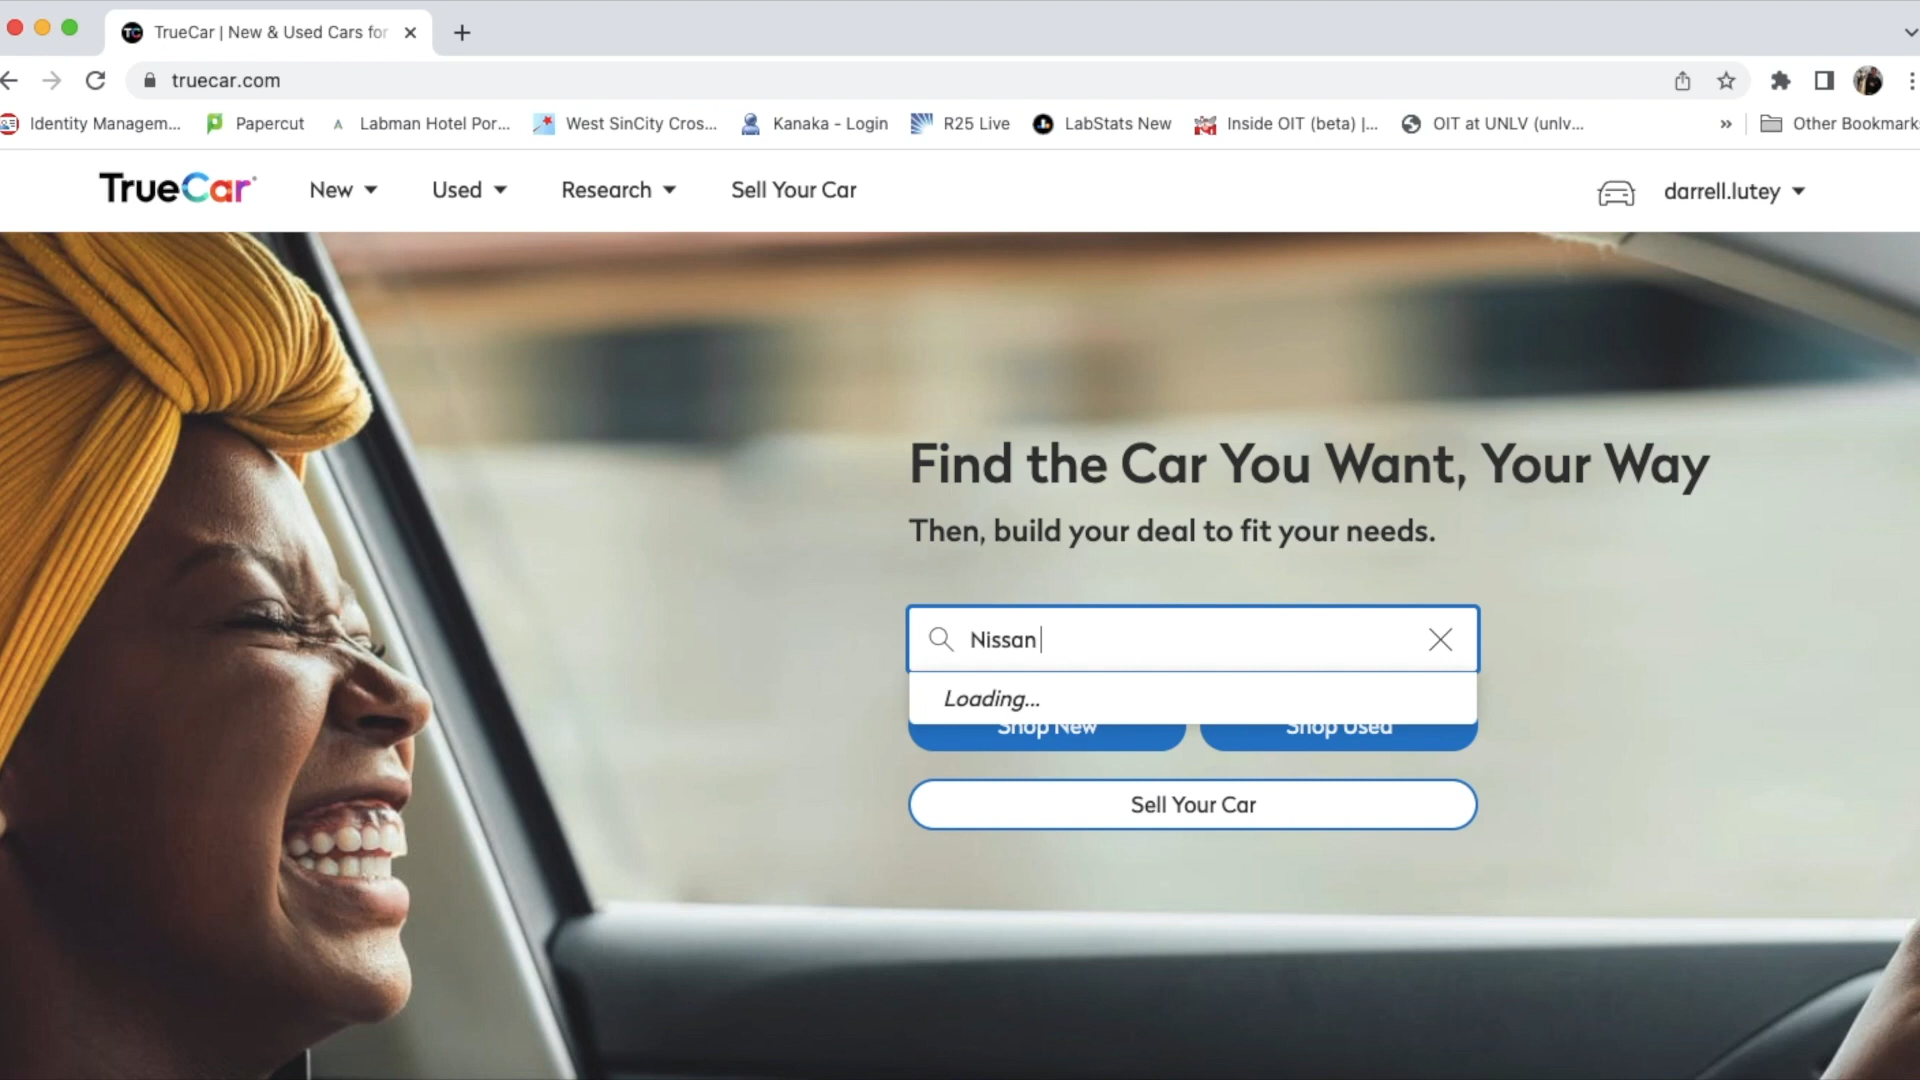 TrueCar | New & Used Cars for
truecar.com
Identity Managem...
Papercut
Labman Hotel Por...
West SinCity Cros...
Kanaka - Login
R25 Live
LabStats New
Inside OIT (beta) |...
OIT at UNLV (unlv...
»
Other Bookmark
TrueCar
New
Used
Research
Sell Your Car
darrell.lutey
Find the Car You Want, Your Way
Then, build your deal to fit your needs.
Nissan
Loading...
Shop New
Shop Used
Sell Your Car